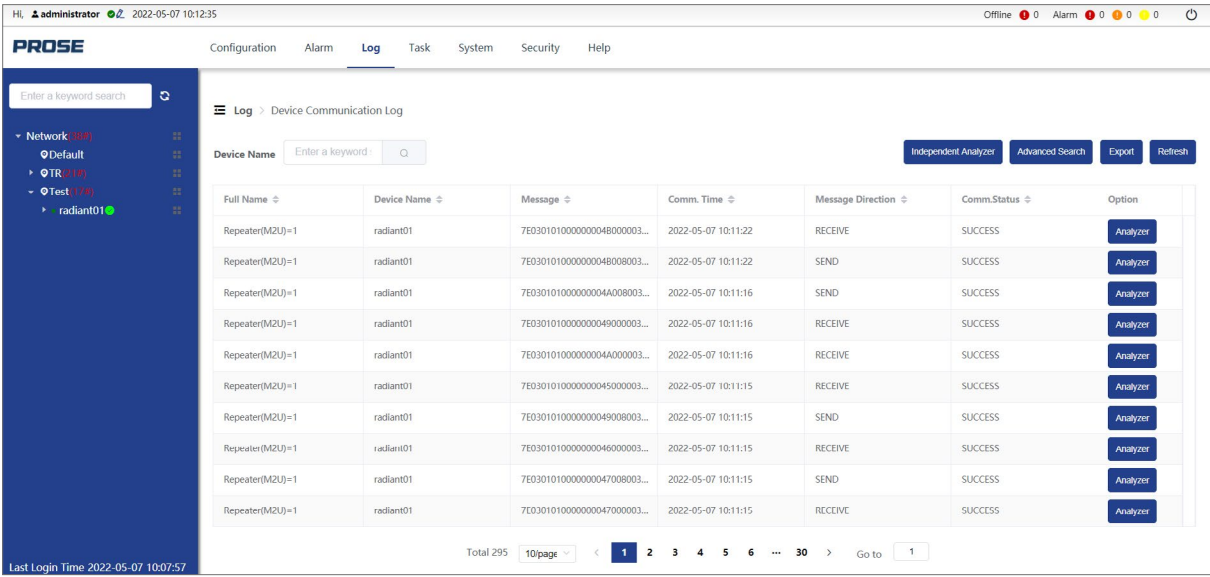 Hi, administrator 2022-05-07 10:12:35 Offline 0 Alarm 0 0 0
PROSE Configuration Alarm Log Task System Security Help
Enter a keyword search
Log > Device Communication Log
Network
Default
TR
Test
radiant01
Device Name Enter a keyword Independent Analyzer Advanced Search Export Refresh
Full Name Device Name Message Comm. Time Message Direction Comm.Status Option
Repeater(M2U)=1 radiant01 7E030101000000004B000003... 2022-05-07 10:11:22 RECEIVE SUCCESS Analyzer
Repeater(M2U)=1 radiant01 7E030101000000004B008003... 2022-05-07 10:11:22 SEND SUCCESS Analyzer
Repeater(M2U)=1 radiant01 7E030101000000004A008003... 2022-05-07 10:11:16 SEND SUCCESS Analyzer
Repeater(M2U)=1 radiant01 7E0301010000000049000003... 2022-05-07 10:11:16 RECEIVE SUCCESS Analyzer
Repeater(M2U)=1 radiant01 7E030101000000004A000003... 2022-05-07 10:11:16 RECEIVE SUCCESS Analyzer
Repeater(M2U)=1 radiant01 7E0301010000000045000003... 2022-05-07 10:11:15 RECEIVE SUCCESS Analyzer
Repeater(M2U)=1 radiant01 7E0301010000000049008003... 2022-05-07 10:11:15 SEND SUCCESS Analyzer
Repeater(M2U)=1 radiant01 7E0301010000000046000003... 2022-05-07 10:11:15 RECEIVE SUCCESS Analyzer
Repeater(M2U)=1 radiant01 7E0301010000000047008003... 2022-05-07 10:11:15 SEND SUCCESS Analyzer
Repeater(M2U)=1 radiant01 7E0301010000000047000003... 2022-05-07 10:11:15 RECEIVE SUCCESS Analyzer
Total 295 10/page < 1 2 3 4 5 6 ... 30 > Go to 1
Last Login Time 2022-05-07 10:07:57